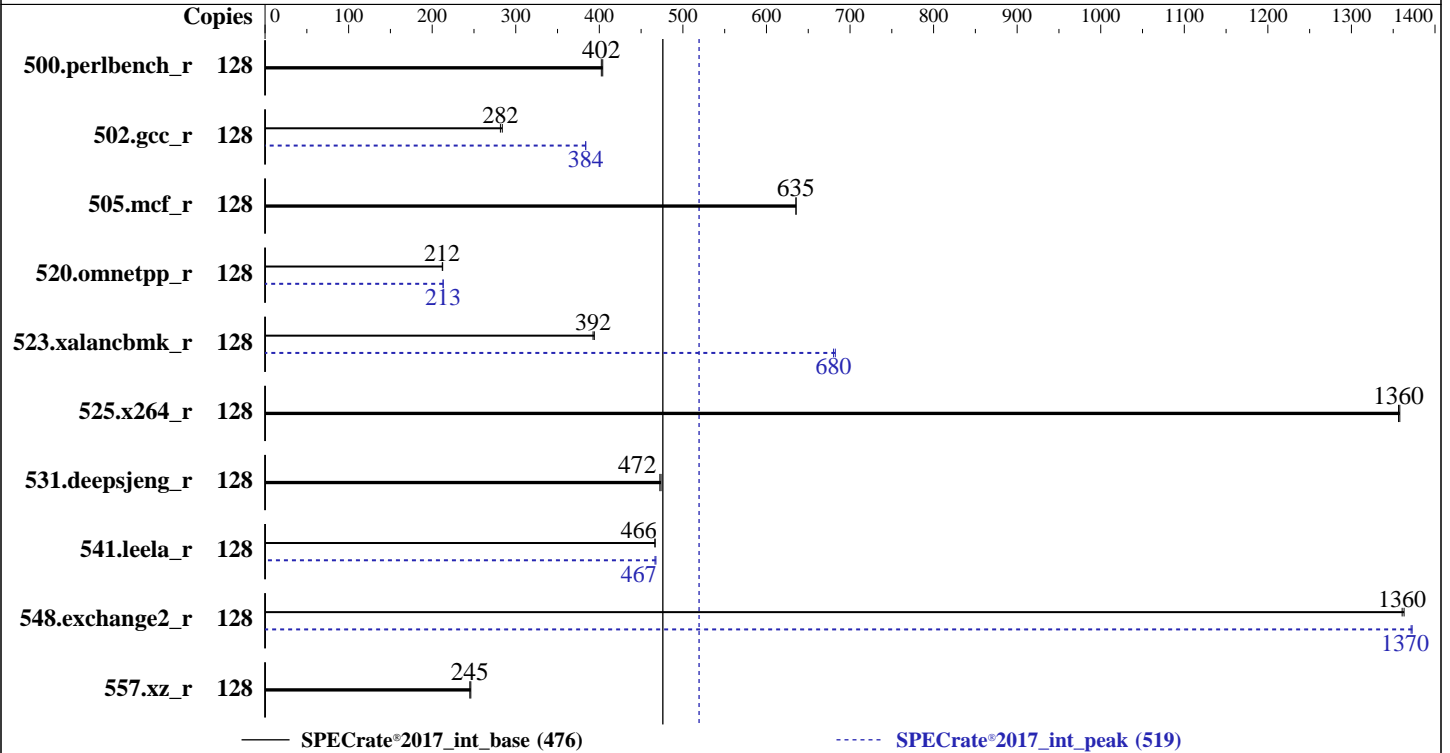 Copies 0 100 200 300 400 500 600 700 800 900 1000 1100 1200 1300 1400
402
500.perlbench_r 128
282
502.gcc_r 128
384
635
505.mcf_r 128
212
520.omnetpp_r 128
213
392
523.xalancbmk_r 128
680
1360
525.x264_r 128
472
531.deepsjeng_r 128
466
541.leela_r 128
467
1360
548.exchange2_r 128
1370
245
557.xz_r 128
SPECrate®2017_int_base (476) SPECrate®2017_int_peak (519)